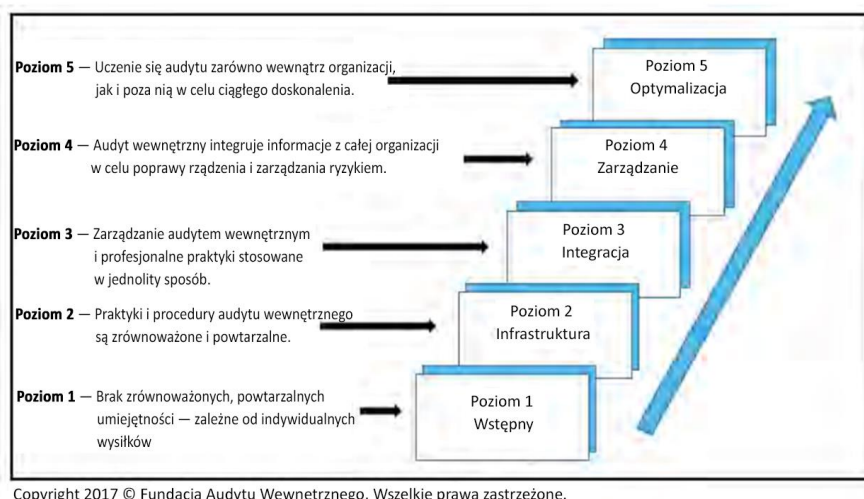 Poziom 5 — Uczenie się audytu zarówno wewnątrz organizacji,
jak i poza nią w celu ciągłego doskonalenia.
Poziom 5
Optymalizacja
Poziom 4 — Audyt wewnętrzny integruje informacje z całej organizacji
w celu poprawy rządzenia i zarządzania ryzykiem.
Poziom 4
Zarządzanie
Poziom 3 — Zarządzanie audytem wewnętrznym
i profesjonalne praktyki stosowane
w jednolity sposób.
Poziom 3
Integracja
Poziom 2 — Praktyki i procedury audytu wewnętrznego
są zrównoważone i powtarzalne.
Poziom 2
Infrastruktura
Poziom 1 — Brak zrównoważonych, powtarzalnych
umiejętności — zależne od indywidualnych
wysiłków
Poziom 1
Wstępny
Copyright 2017 © Fundacja Audytu Wewnętrznego. Wszelkie prawa zastrzeżone.